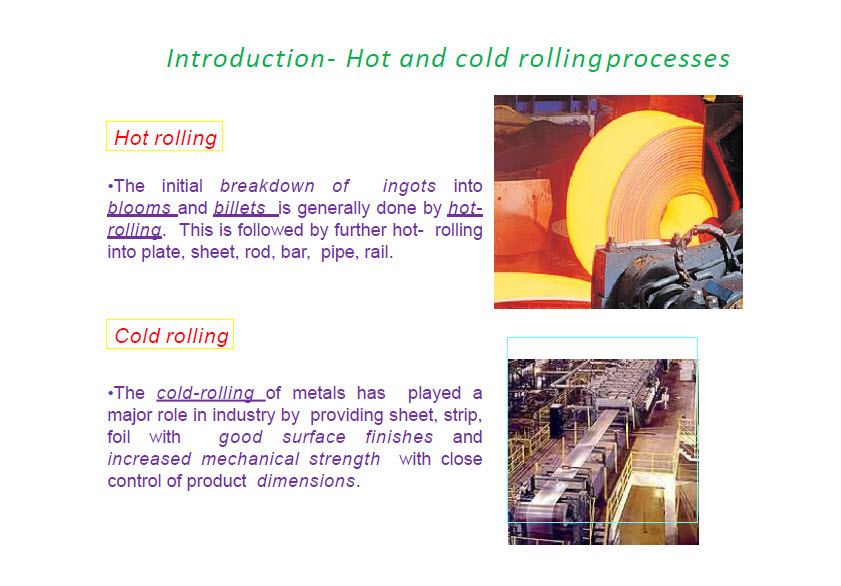 Introduction- Hot and cold rolling processes
Hot rolling
•The initial breakdown of ingots into
blooms and billets is generally done by hot-
rolling. This is followed by further hot- rolling
into plate, sheet, rod, bar, pipe, rail.
Cold rolling
•The cold-rolling of metals has played a
major role in industry by providing sheet, strip,
foil with good surface finishes and
increased mechanical strength with close
control of product dimensions.